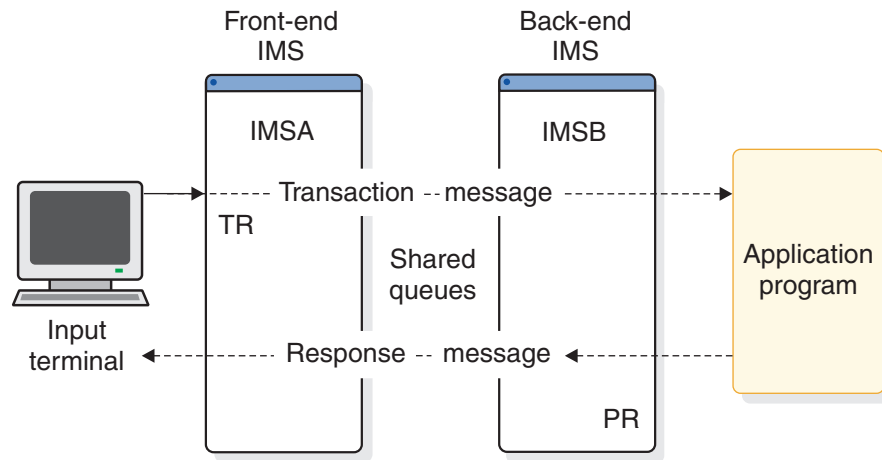 Front-end
IMS
Back-end
IMS
IMSA
IMSB
Transaction message
TR
Shared
queues
Application
program
Input
terminal
Response message
PR